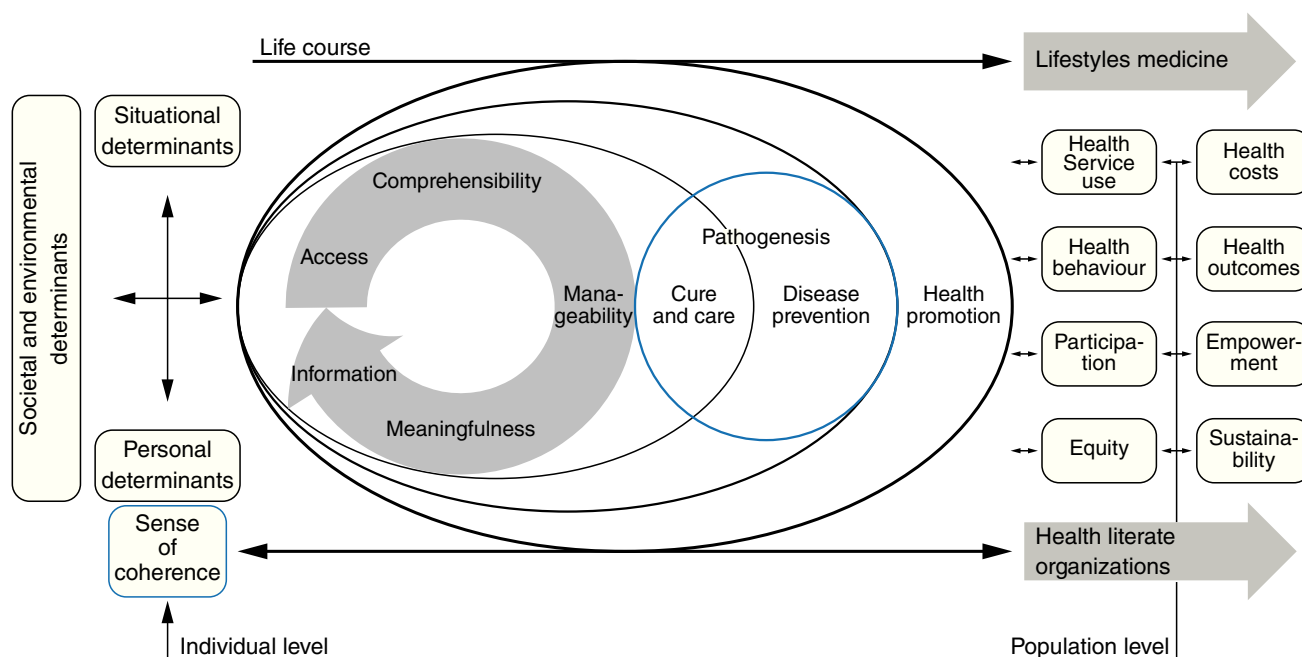 Life course
Lifestyles medicine
Societal and environmental
determinants
Situational
determinants
Personal
determinants
Sense
of
coherence
Individual level
Comprehensibility
Access
Information
Meaningfulness
Mana-
geability
Pathogenesis
Cure
and care
Disease
prevention
Health
promotion
Health
Service
use
Health
costs
Health
behaviour
Health
outcomes
Participa-
tion
Empower-
ment
Equity
Sustaina-
bility
Health literate
organizations
Population level